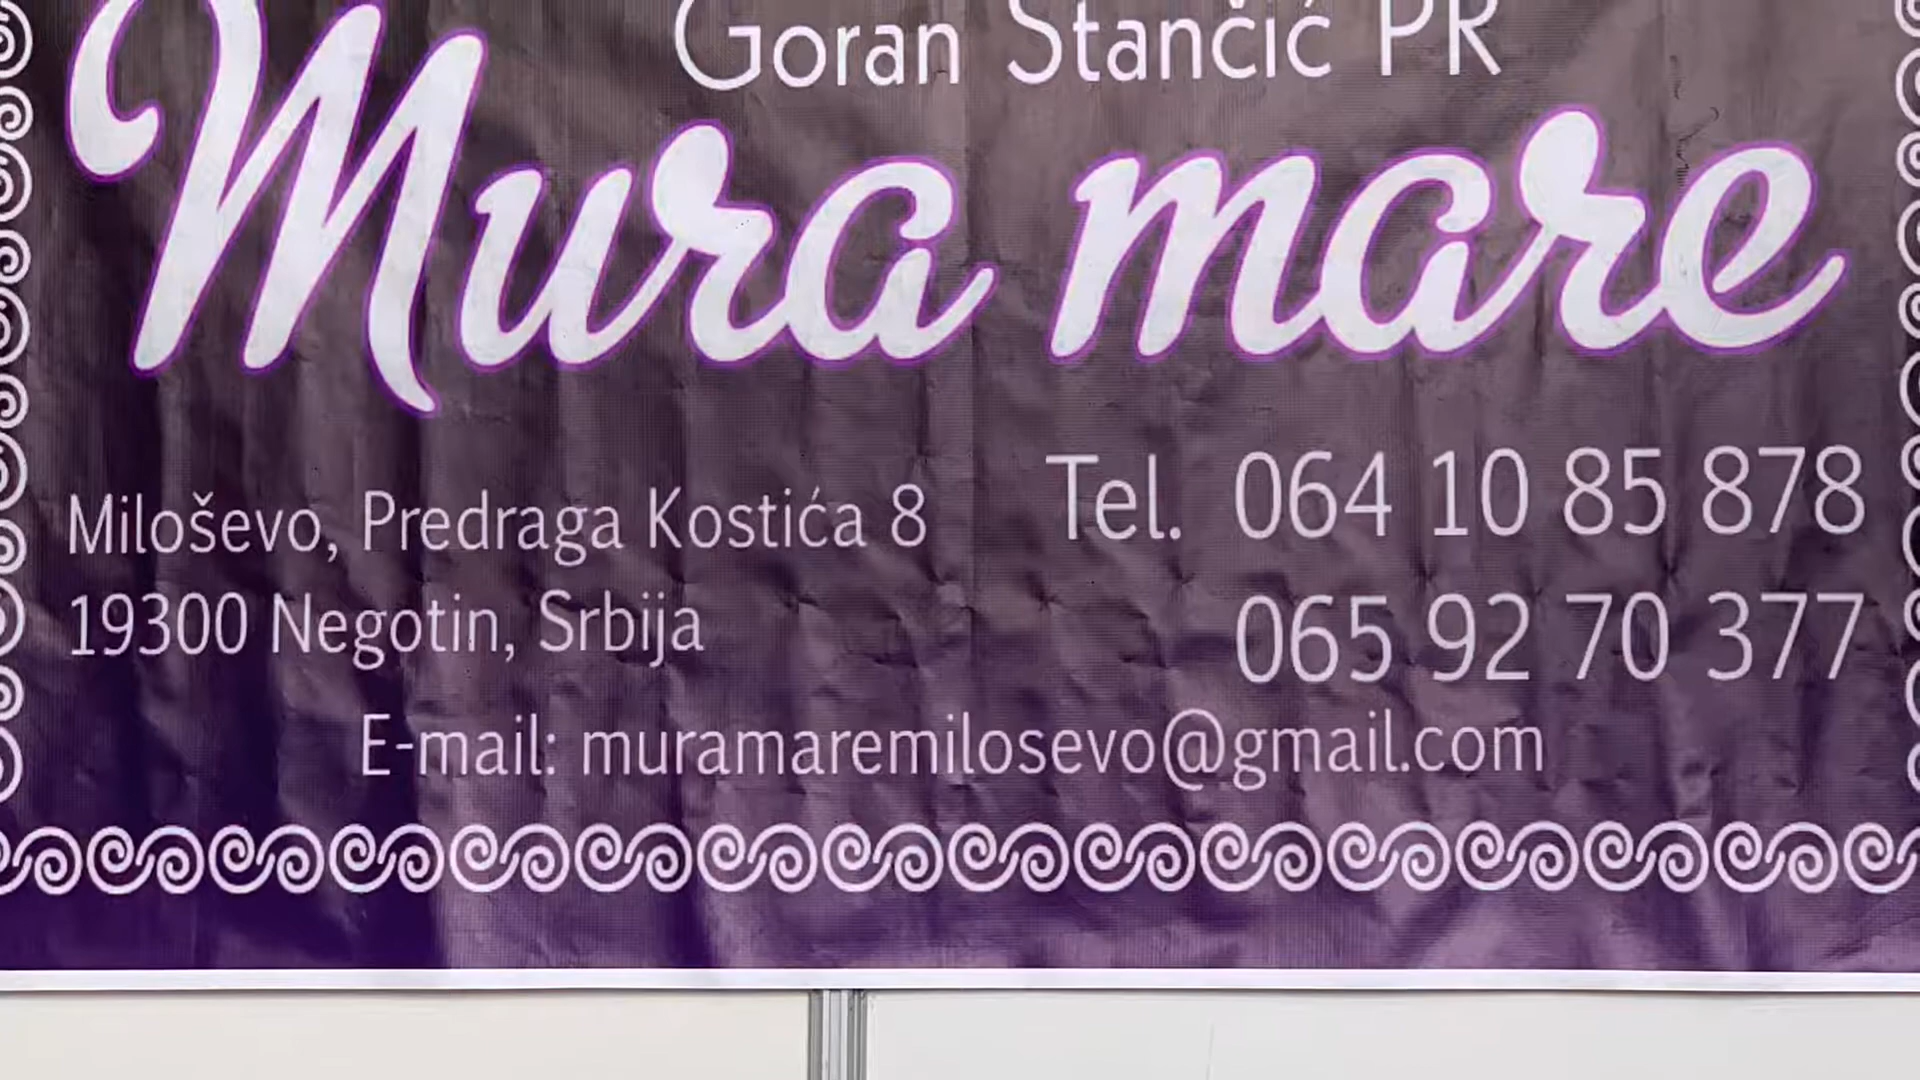 Goran Stančić PR
Mura mare
Miloševo, Predraga Kostića 8
19300 Negotin, Srbija
Tel. 064 10 85 878
065 92 70 377
E-mail: muramaremilosevo@gmail.com